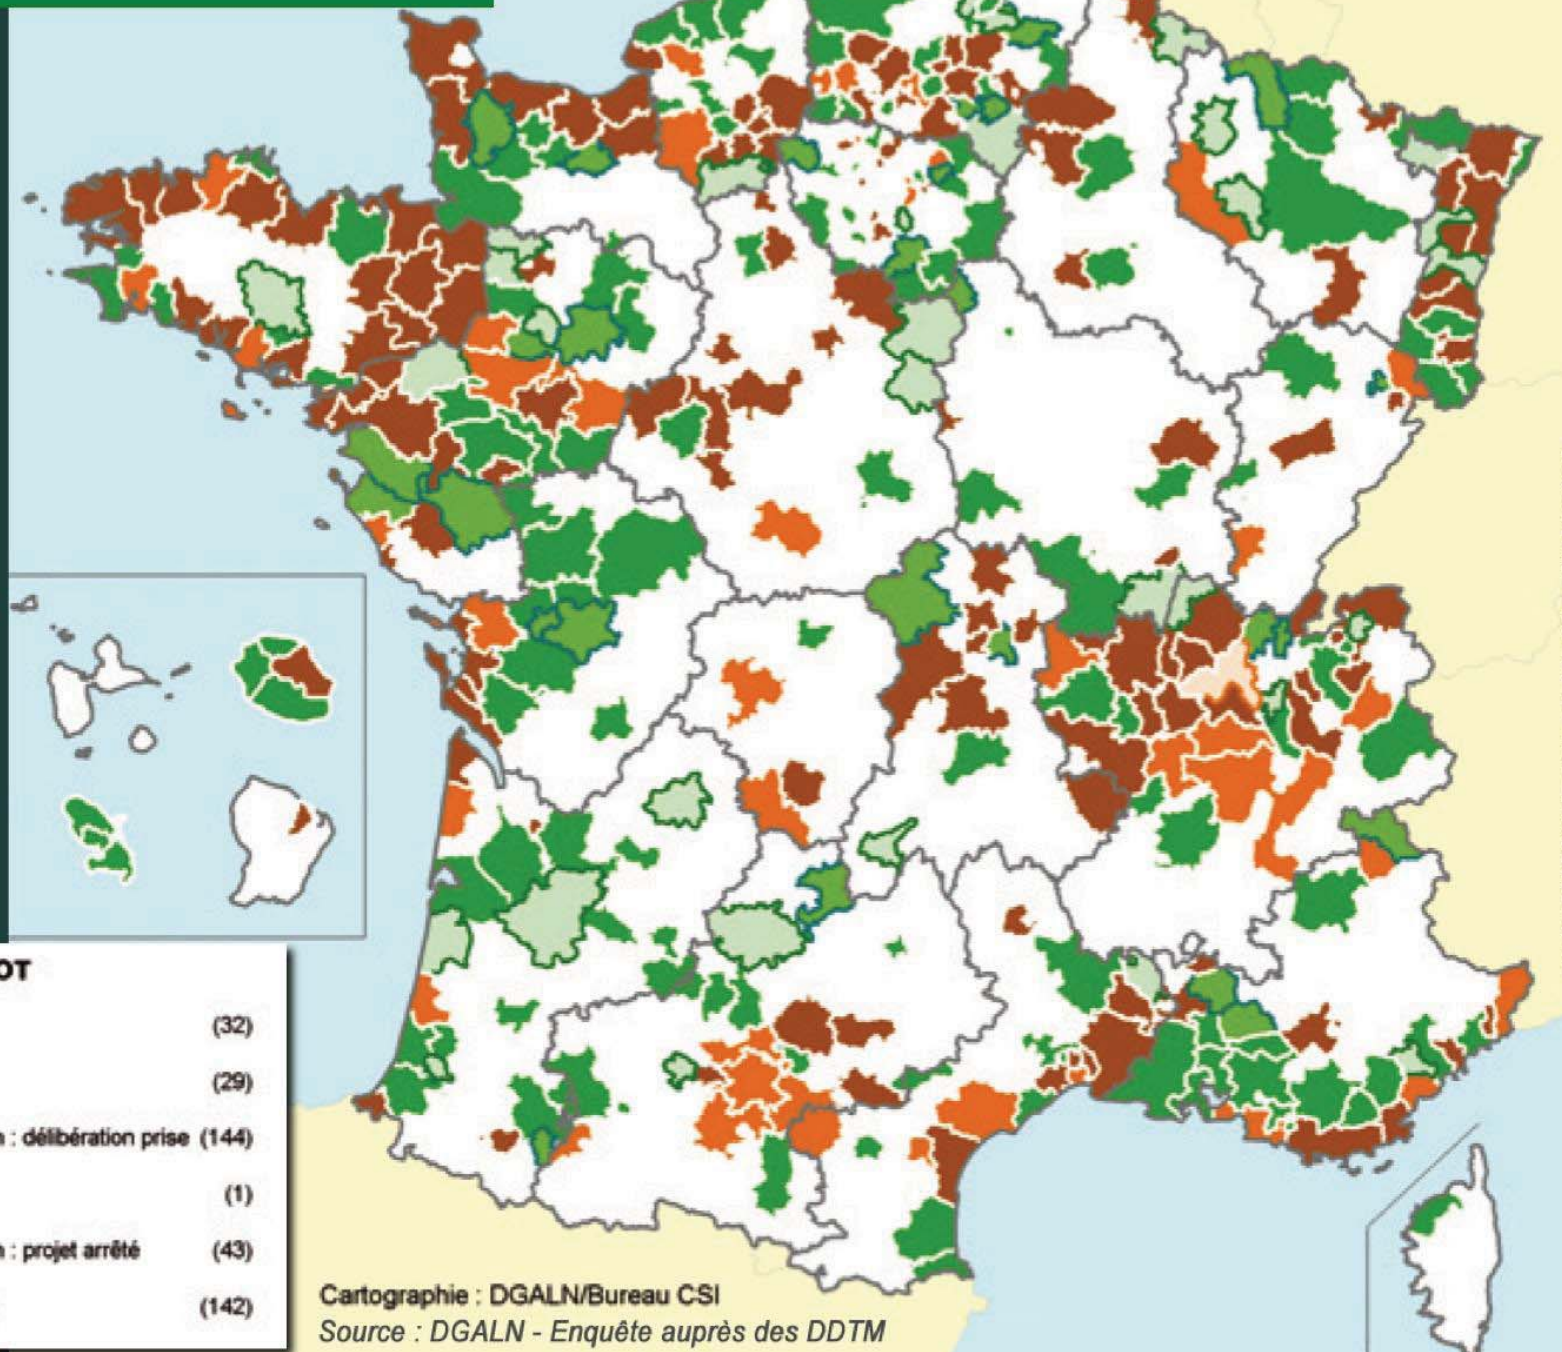 OT
(32)
(29)
n : délibération prise (144)
(1)
n : projet arrêté (43)
(142)
Cartographie : DGALN/Bureau CSI
Source : DGALN - Enquête auprès des DDTM